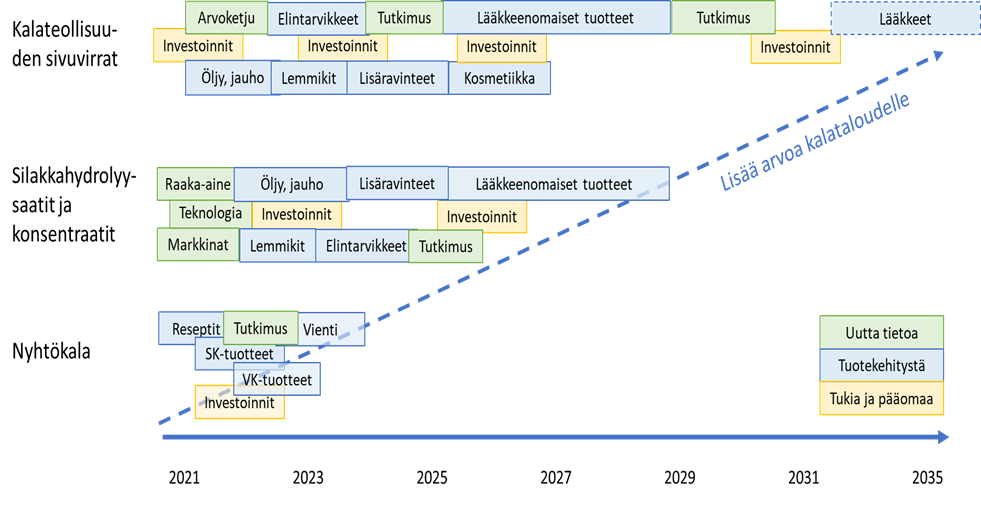 Kalateollisuu-
den sivuvirrat
Arvoketju
Elintarvikkeet
Tutkimus
Lääkkeenomaiset tuotteet
Tutkimus
Lääkkeet
Investoinnit
Investoinnit
Investoinnit
Investoinnit
Öljy, jauho
Lemmikit
Lisäravinteet
Kosmetiikka
Lisää arvoa kalataloudelle
Silakkahydrolyy-
saatit ja
konsentraatit
Raaka-aine
Öljy, jauho
Lisäravinteet
Lääkkeenomaiset tuotteet
Teknologia
Investoinnit
Investoinnit
Markkinat
Lemmikit
Elintarvikkeet
Tutkimus
Nyhtökala
Reseptit
Tutkimus
Vienti
SK-tuotteet
VK-tuotteet
Investoinnit
Uutta tietoa
Tuotekehitystä
Tukia ja pääomaa
2021 2023 2025 2027 2029 2031 2035